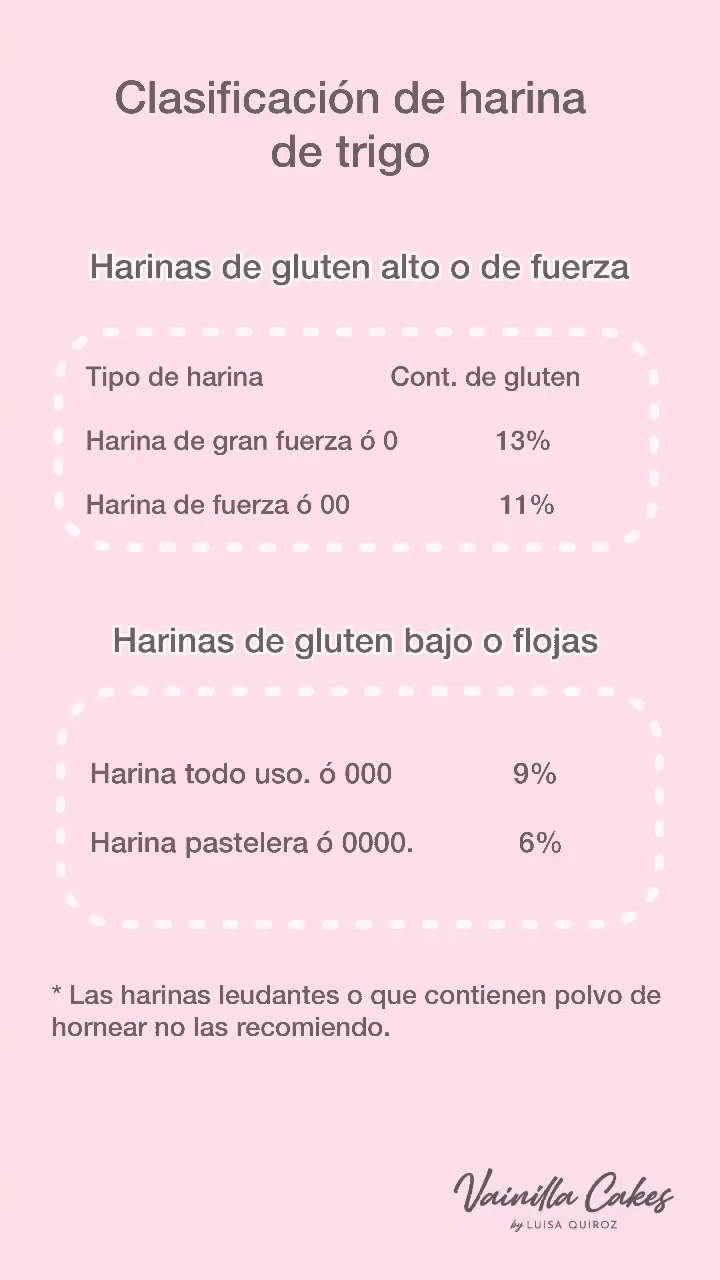 Clasificación de harina
de trigo
Harinas de gluten alto o de fuerza
Tipo de harina Cont. de gluten
Harina de gran fuerza ó 0 13%
Harina de fuerza ó 00 11%
Harinas de gluten bajo o flojas
Harina todo uso. ó 000 9%
Harina pastelera ó 0000. 6%
* Las harinas leudantes o que contienen polvo de
hornear no las recomiendo.
Vainilla Cakes
by LUISA QUIROZ